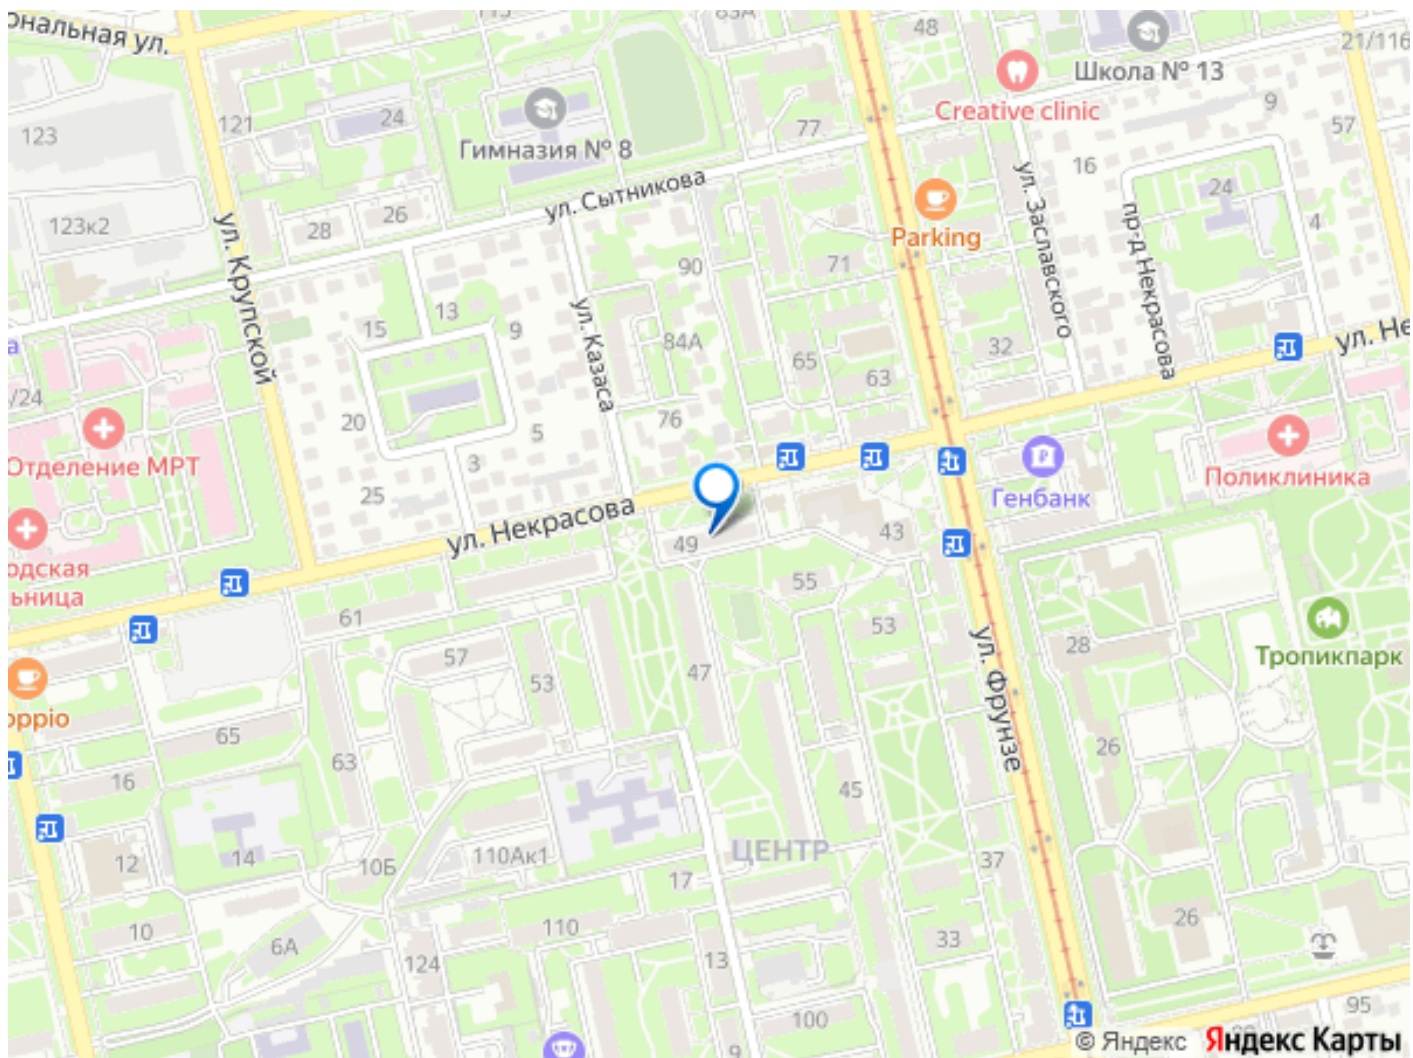 ональная ул.
83А
48
21/116
Школа № 13
Creative clinic
123
121
24
Гимназия № 8
77
9
57
16
24
ул. Сытникова
ул. Заславского
пр-д Некрасова
123к2
28
26
ул. Крупской
Parking
4
90
71
15
13
9
ул. Казаса
84А
65
63
32
ул. Не
а
/24
20
5
76
Отделение МРТ
3
25
Генбанк
Поликлиника
ул. Некрасова
49
43
одская
ьница
55
61
53
57
47
53
ул. Фрунзе
28
Тропикпарк
oppio
65
63
16
26
45
12
14
10Б
110Ак1
ЦЕНТР
17
37
10
6А
110
124
13
33
26
100
9
95
© Яндекс Яндекс Карты